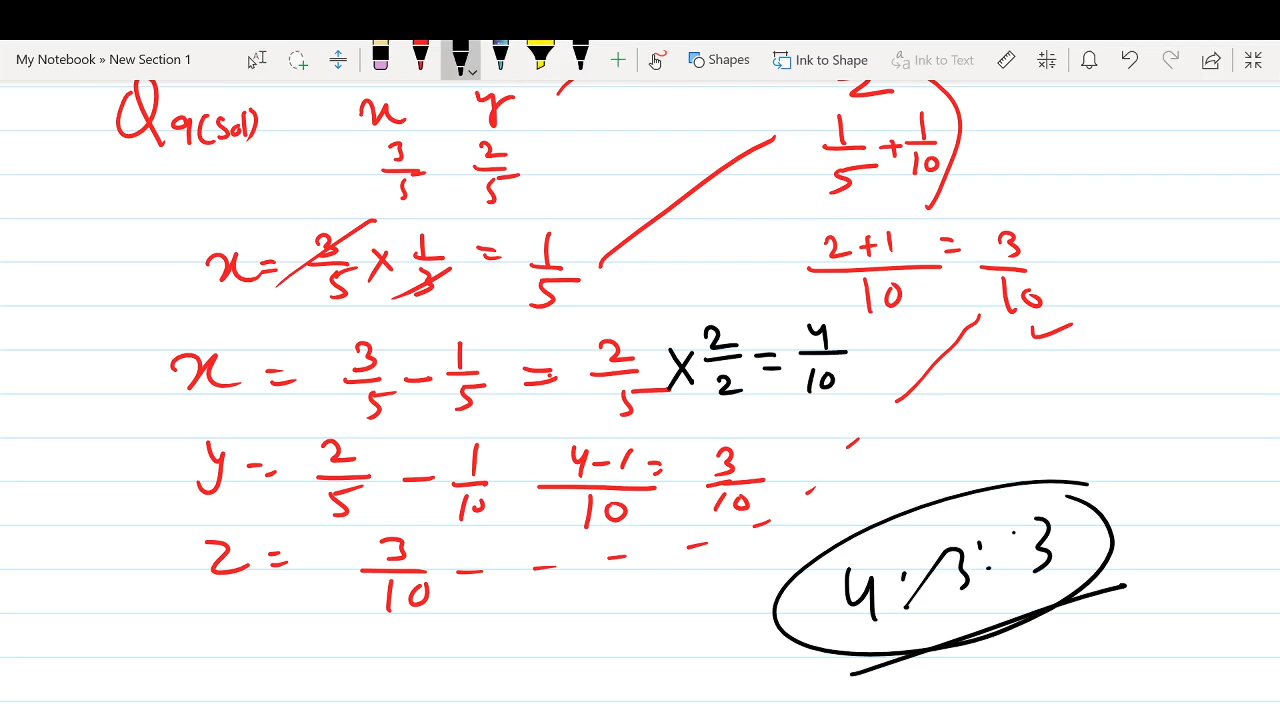 My Notebook » New Section 1
Shapes
Ink to Shape
Ink to Text
Q9(Sol) x y
3/5 2/5
z
1/5 + 1/10
x = 3/5 × 1/3 = 1/5
2+1/10 = 3/10
x = 3/5 - 1/5 = 2/5 × 2/2 = 4/10
y = 2/5 - 1/10 4-1/10 = 3/10
z = 3/10
4 : 3 : 3